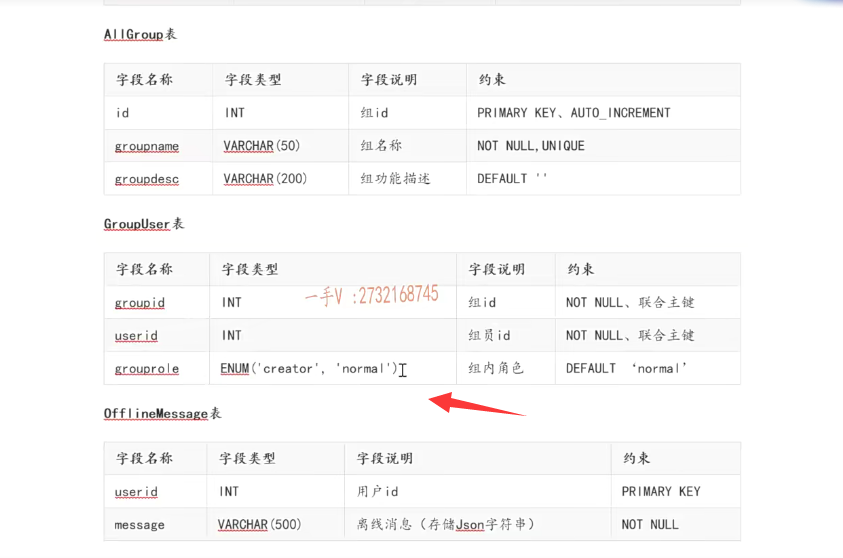 AllGroup表
字段名称 字段类型 字段说明 约束
id INT 组id PRIMARY KEY、AUTO_INCREMENT
groupname VARCHAR(50) 组名称 NOT NULL,UNIQUE
groupdesc VARCHAR(200) 组功能描述 DEFAULT ''
GroupUser表
字段名称 字段类型 字段说明 约束
groupid INT 组id NOT NULL、联合主键
一手V :2732168745
userid INT 组员id NOT NULL、联合主键
grouprole ENUM('creator', 'normal') 组内角色 DEFAULT ‘normal’
OfflineMessage表
字段名称 字段类型 字段说明 约束
userid INT 用户id PRIMARY KEY
message VARCHAR(500) 离线消息（存储Json字符串） NOT NULL